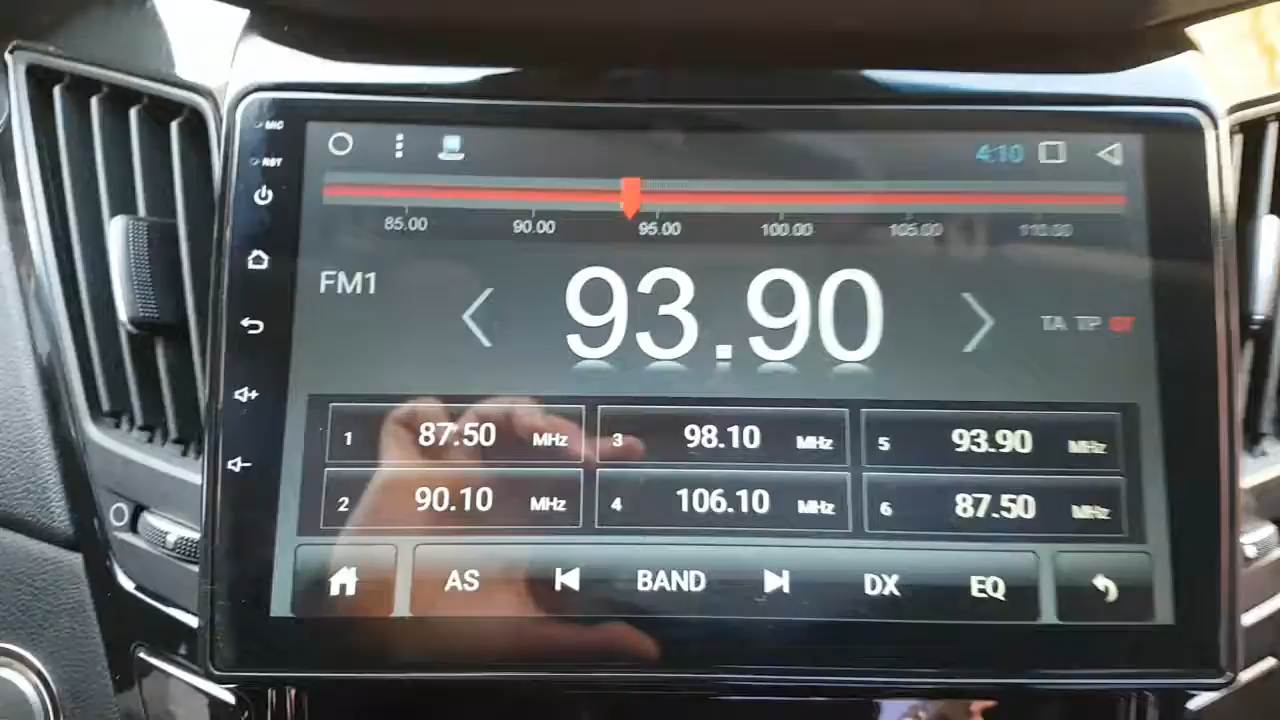 MIC
RST
4:10
85.00 90.00 95.00 100.00 105.00 110.00
FM1
93.90
TA TP ST
1 87.50 MHz
3 98.10 MHz
5 93.90 MHz
2 90.10 MHz
4 106.10 MHz
6 87.50 MHz
AS BAND DX EQ